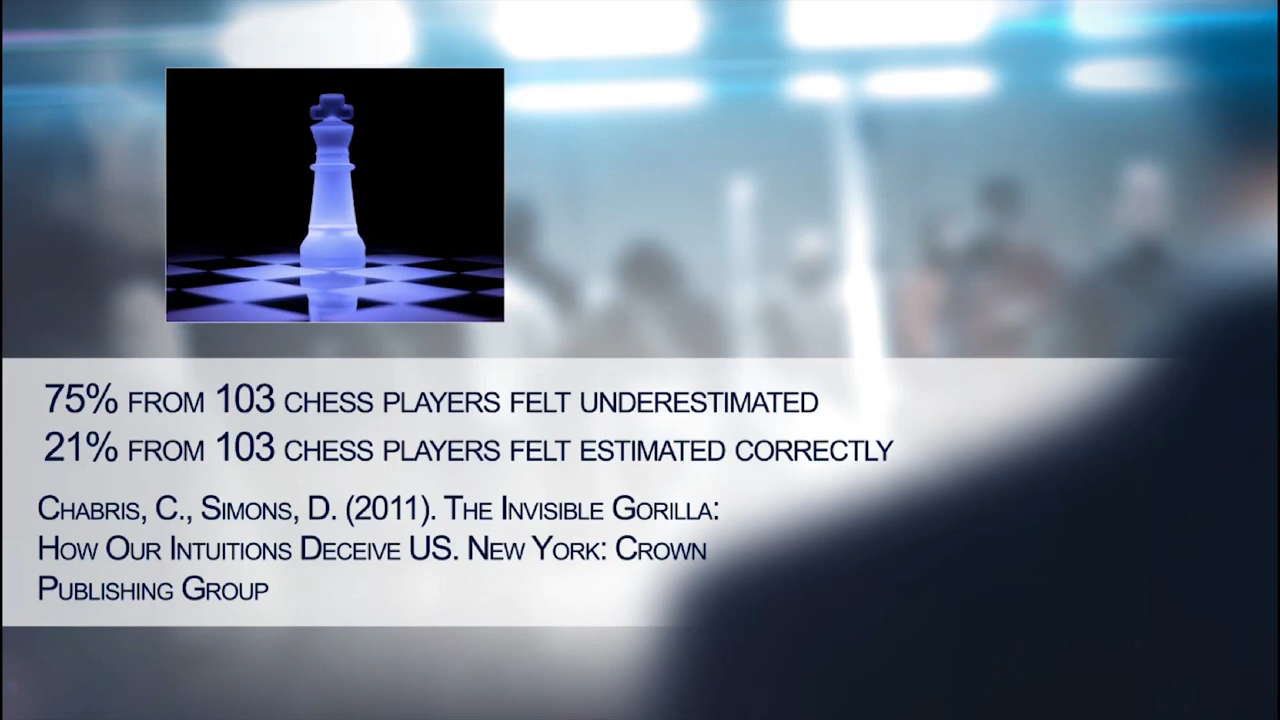 75% FROM 103 CHESS PLAYERS FELT UNDERESTIMATED
21% FROM 103 CHESS PLAYERS FELT ESTIMATED CORRECTLY
CHABRIS, C., SIMONS, D. (2011). THE INVISIBLE GORILLA:
HOW OUR INTUITIONS DECEIVE US. NEW YORK: CROWN
PUBLISHING GROUP